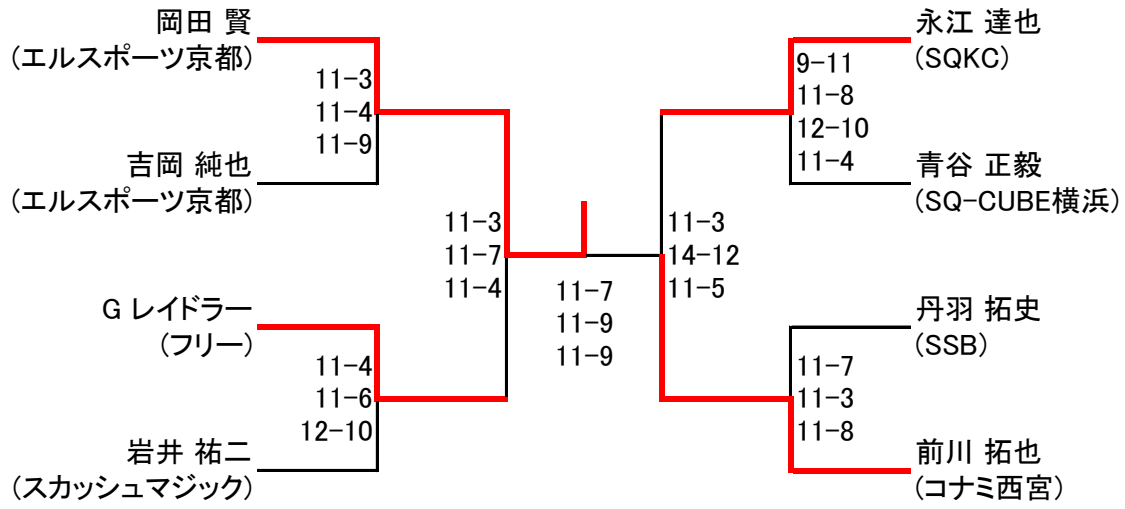 岡田 賢
(エルスポーツ京都)
11-3
11-4
11-9
吉岡 純也
(エルスポーツ京都)
11-3
11-7
11-4
G レイドラー
(フリー)
11-4
11-6
12-10
岩井 祐二
(スカッシュマジック)
11-7
11-9
11-9
永江 達也
(SQKC)
9-11
11-8
12-10
11-4
青谷 正毅
(SQ-CUBE横浜)
11-3
14-12
11-5
丹羽 拓史
(SSB)
11-7
11-3
11-8
前川 拓也
(コナミ西宮)